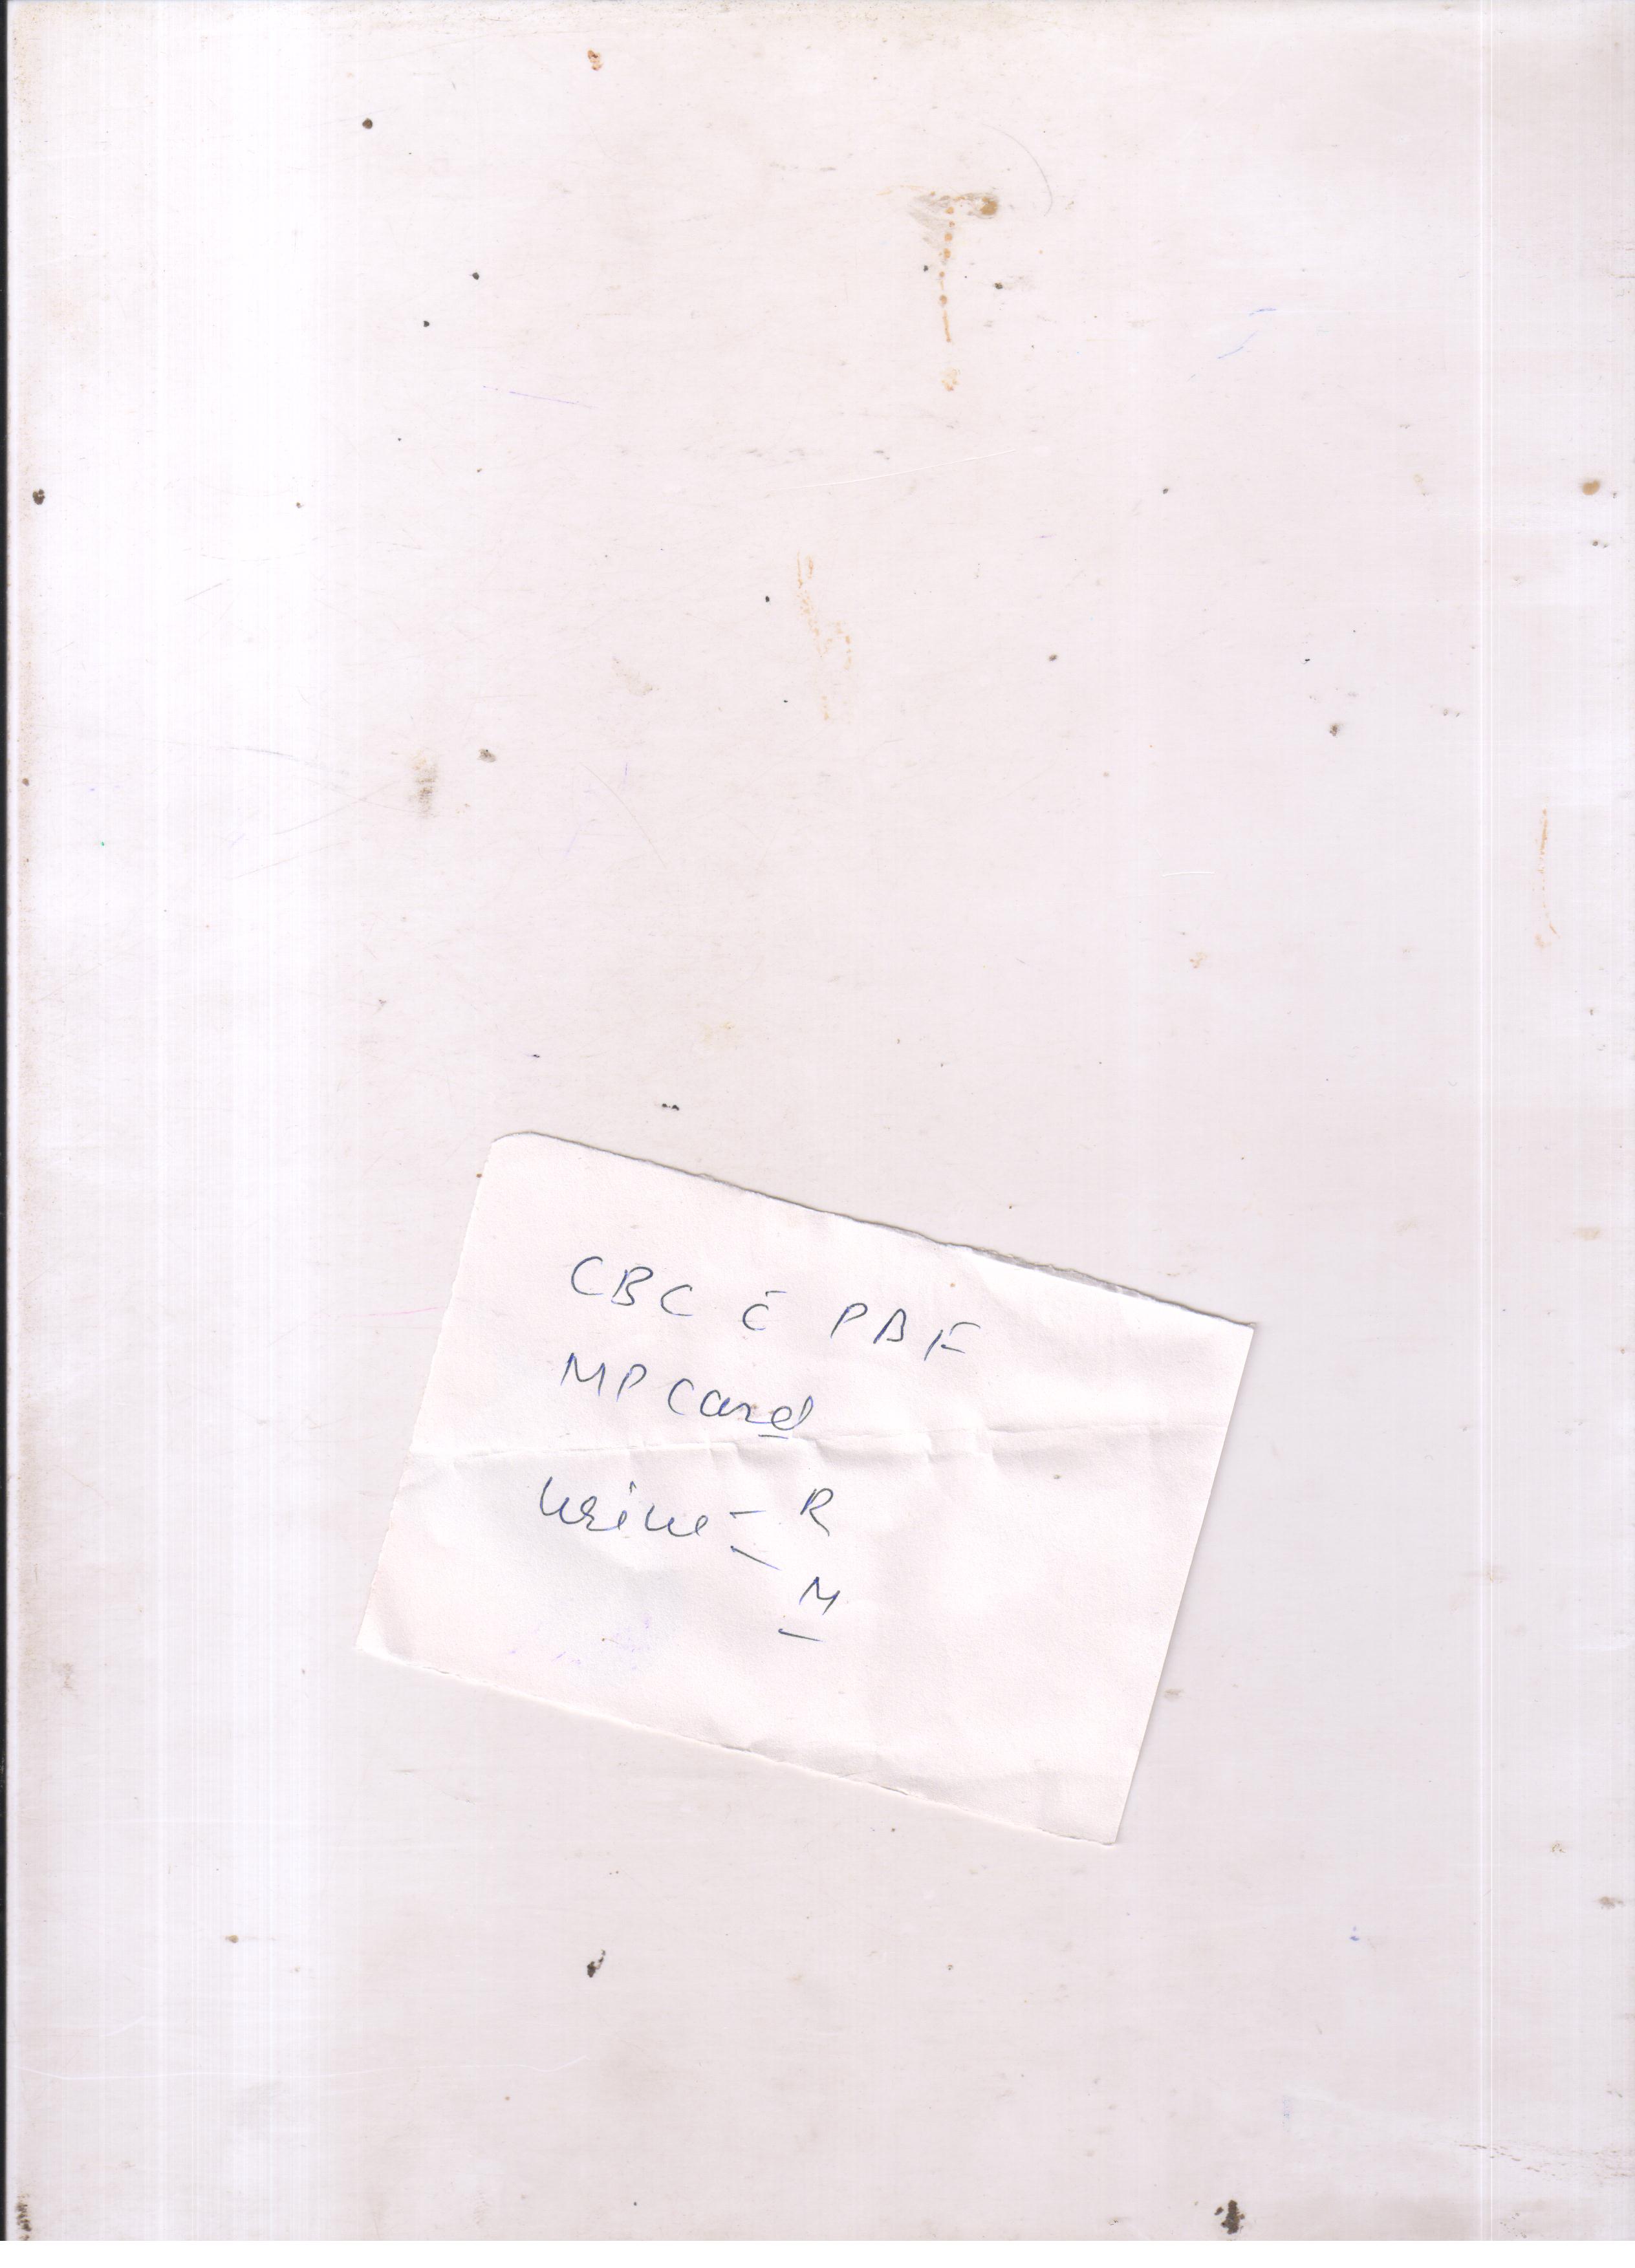 CBC c̄ PBF
MP Card
Urine - R
M